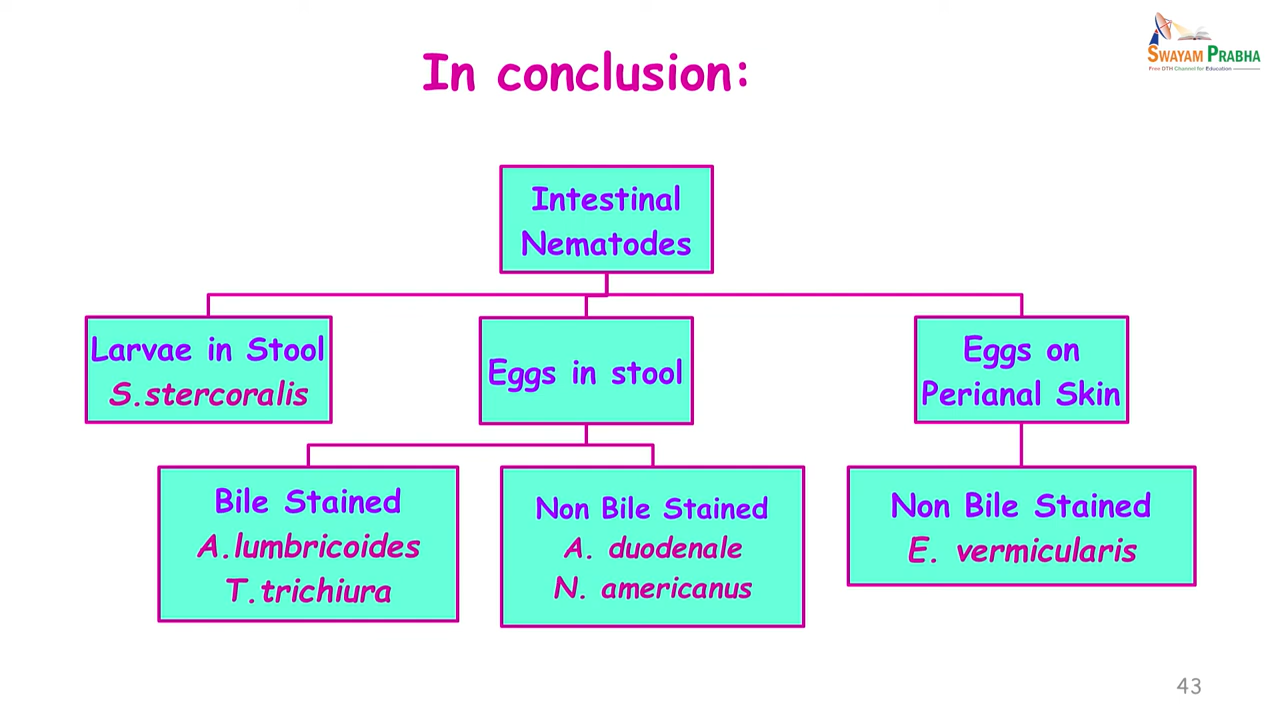 SWAYAM PRABHA
Free DTH Channel for Education
In conclusion:
Intestinal
Nematodes
Larvae in Stool
S.stercoralis
Eggs in stool
Eggs on
Perianal Skin
Bile Stained
A.lumbricoides
T.trichiura
Non Bile Stained
A. duodenale
N. americanus
Non Bile Stained
E. vermicularis
43